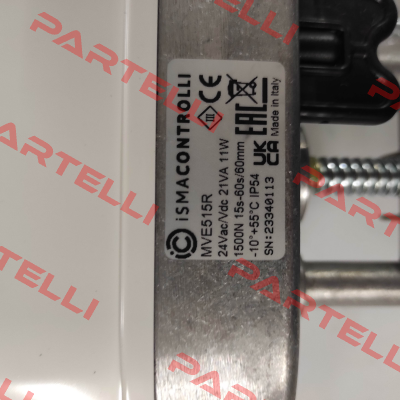 iSMACONTROLLI
MVE515R
24Vac/Vdc 21VA 11W
1500N 15s-60s/60mm
-10°+55°C IP54
SN:23340113
Made in Italy
CE
EAC
UK
CA
III
PARTELLI
PARTELLI
PARTELLI
PARTELLI
PARTELLI